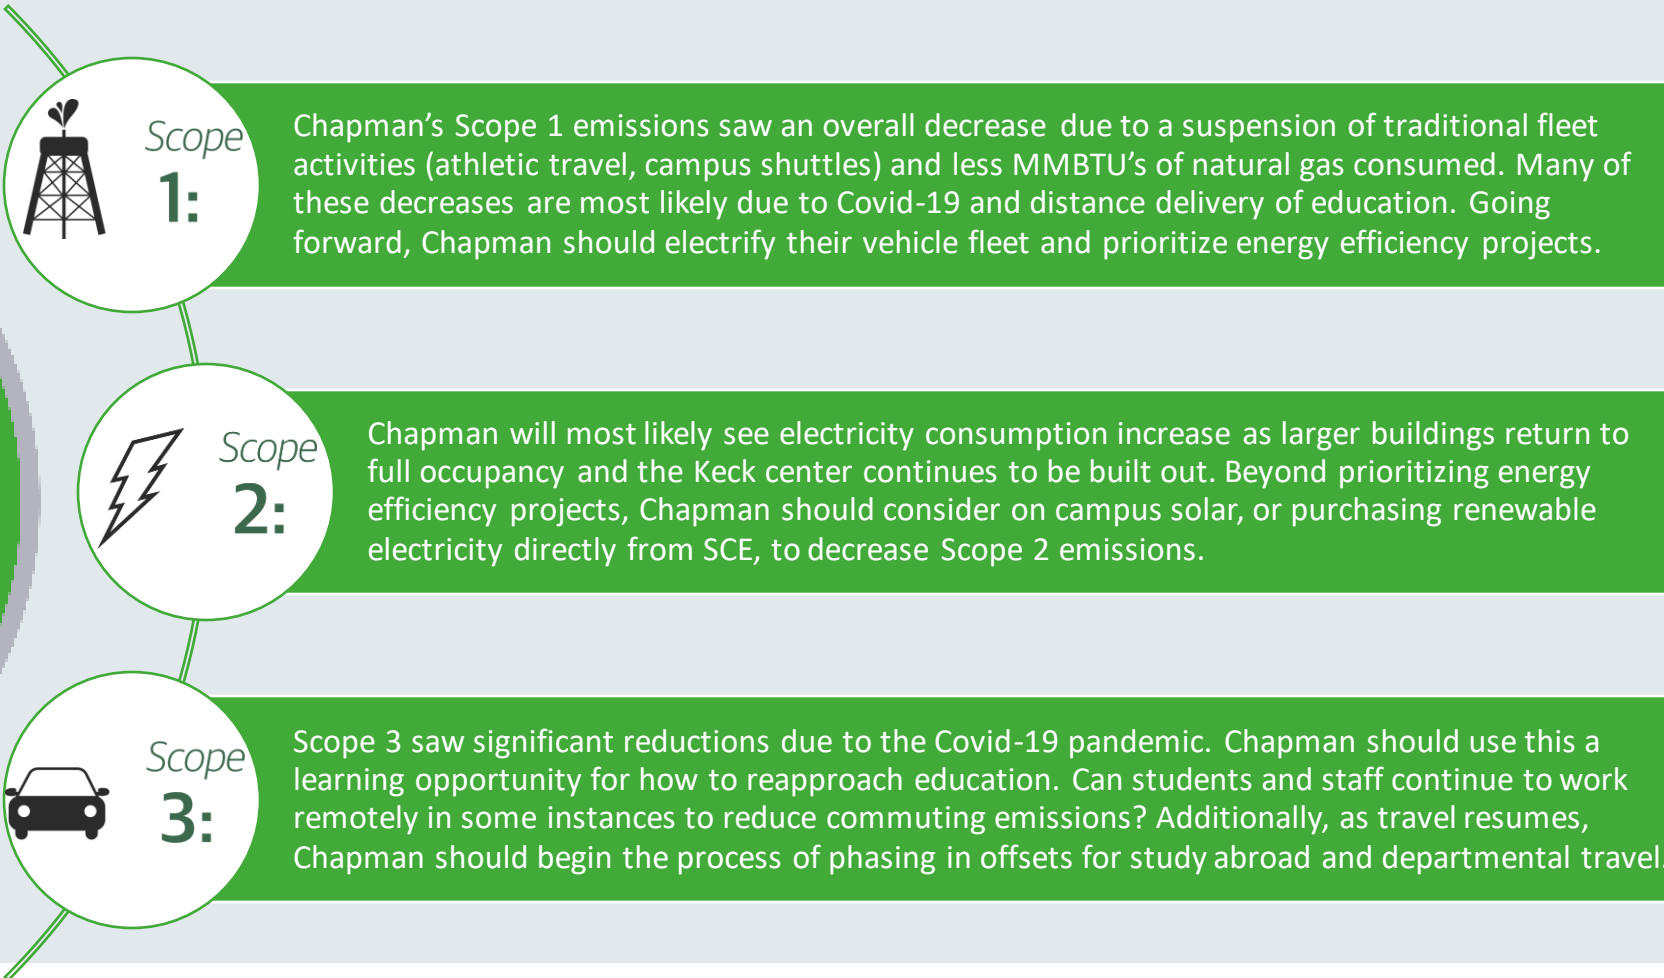 Scope
1:
Chapman's Scope 1 emissions saw an overall decrease due to a suspension of traditional fleet
activities (athletic travel, campus shuttles) and less MMBTU's of natural gas consumed. Many of
these decreases are most likely due to Covid-19 and distance delivery of education. Going
forward, Chapman should electrify their vehicle fleet and prioritize energy efficiency projects.
Scope
2:
Chapman will most likely see electricity consumption increase as larger buildings return to
full occupancy and the Keck center continues to be built out. Beyond prioritizing energy
efficiency projects, Chapman should consider on campus solar, or purchasing renewable
electricity directly from SCE, to decrease Scope 2 emissions.
Scope
3:
Scope 3 saw significant reductions due to the Covid-19 pandemic. Chapman should use this a
learning opportunity for how to reapproach education. Can students and staff continue to work
remotely in some instances to reduce commuting emissions? Additionally, as travel resumes,
Chapman should begin the process of phasing in offsets for study abroad and departmental travel.